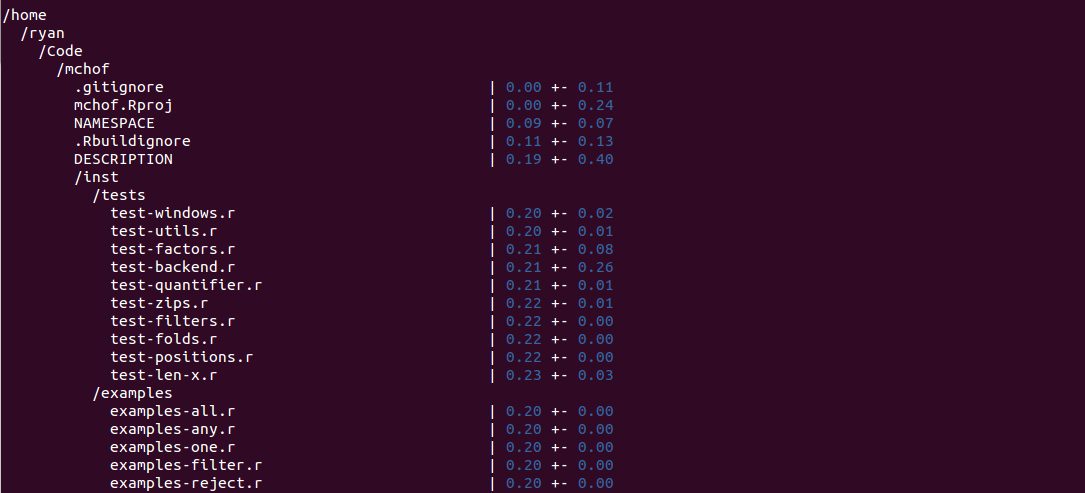 /home
/ryan
/Code
/mchof
.gitignore | 0.00 +- 0.11
mchof.Rproj | 0.00 +- 0.24
NAMESPACE | 0.09 +- 0.07
.Rbuildignore | 0.11 +- 0.13
DESCRIPTION | 0.19 +- 0.40
/inst
/tests
test-windows.r | 0.20 +- 0.02
test-utils.r | 0.20 +- 0.01
test-factors.r | 0.21 +- 0.08
test-backend.r | 0.21 +- 0.26
test-quantifier.r | 0.21 +- 0.01
test-zips.r | 0.22 +- 0.01
test-filters.r | 0.22 +- 0.00
test-folds.r | 0.22 +- 0.00
test-positions.r | 0.22 +- 0.00
test-len-x.r | 0.23 +- 0.03
/examples
examples-all.r | 0.20 +- 0.00
examples-any.r | 0.20 +- 0.00
examples-one.r | 0.20 +- 0.00
examples-filter.r | 0.20 +- 0.00
examples-reject.r | 0.20 +- 0.00